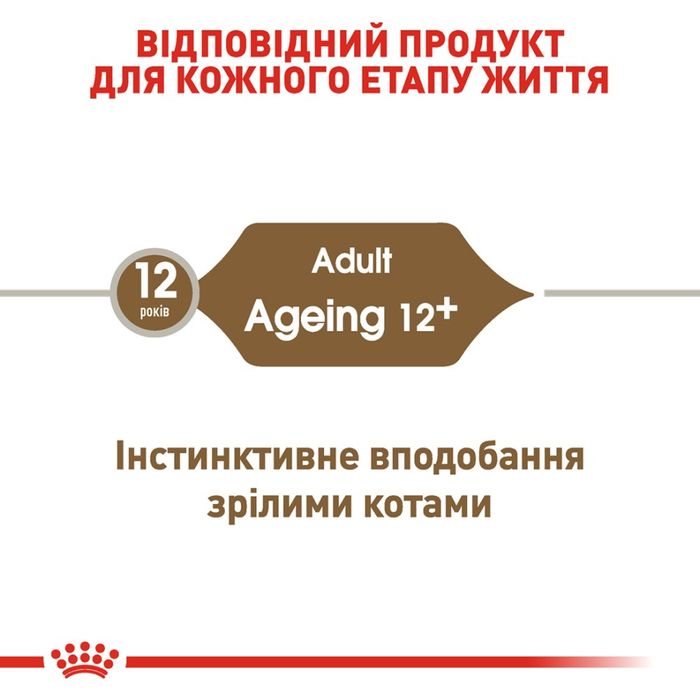 ВІДПОВІДНИЙ ПРОДУКТ
ДЛЯ КОЖНОГО ЕТАПУ ЖИТТЯ
12
років
Adult
Ageing 12+
Інстинктивне вподобання
зрілими котами